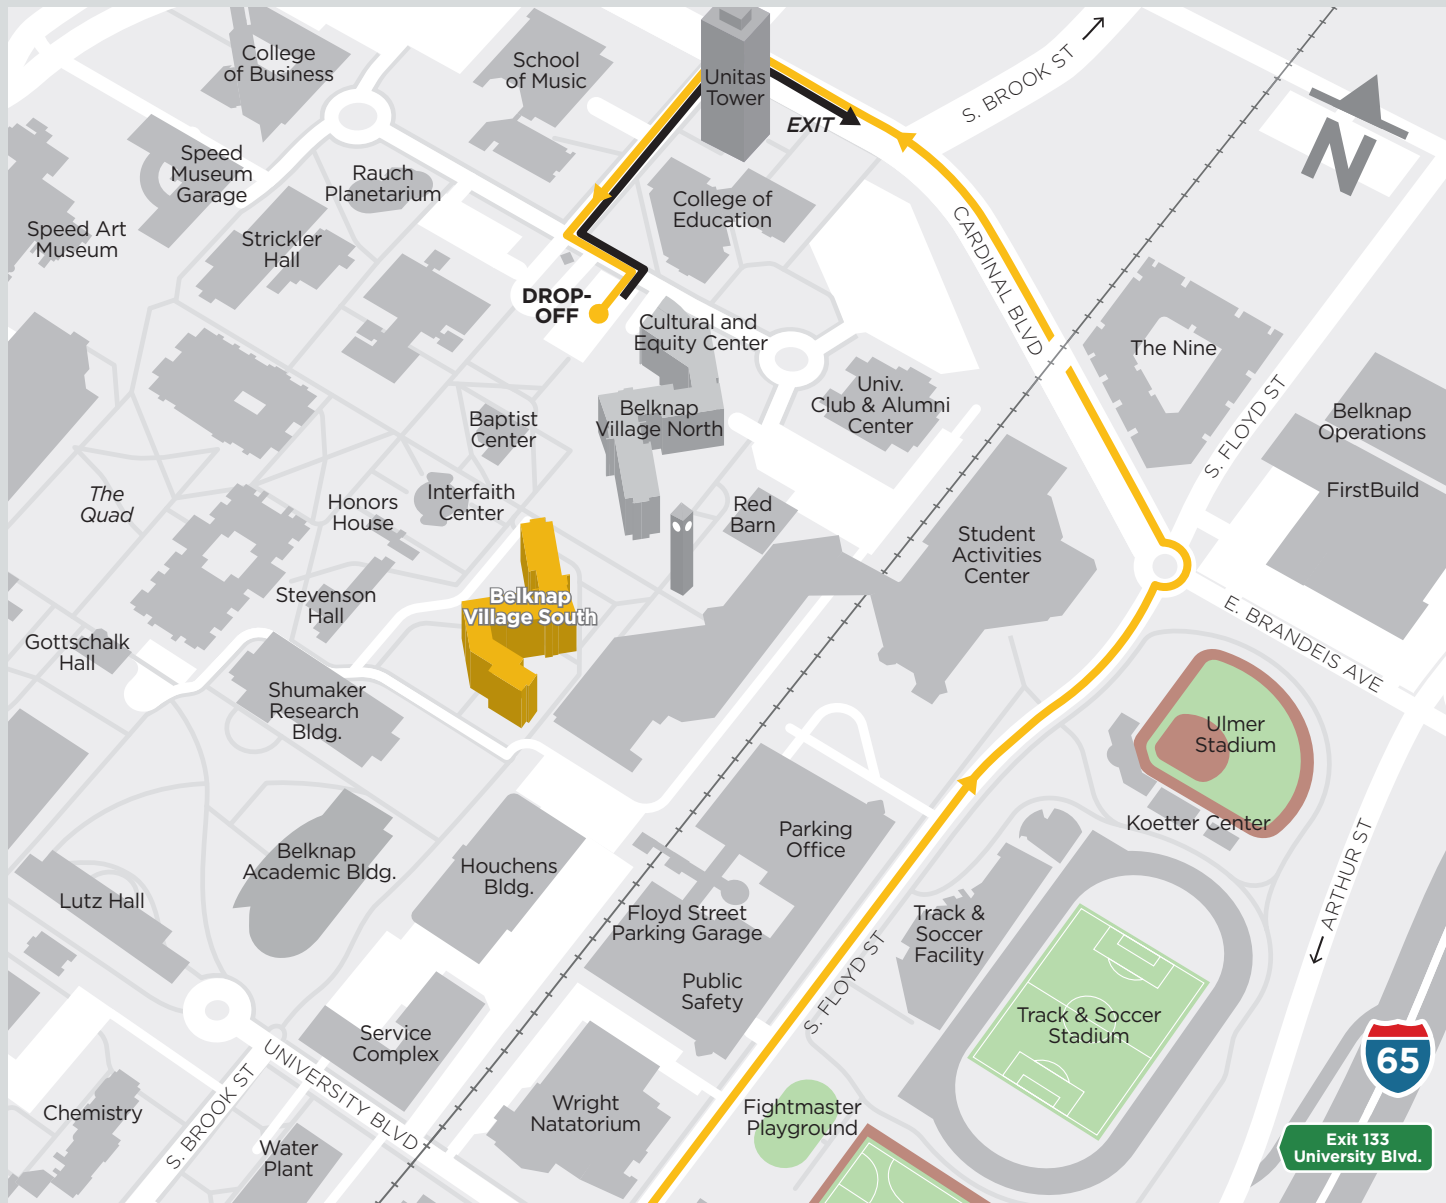 College
of Business
School
of Music
Unitas
Tower
EXIT
S. BROOK ST
N
Speed
Museum
Garage
Rauch
Planetarium
College of
Education
Speed Art
Museum
Strickler
Hall
CARDINAL BLVD
DROP-
OFF
Cultural and
Equity Center
The Nine
Univ.
Club & Alumni
Center
Belknap
Village North
Baptist
Center
S. FLOYD ST
Belknap
Operations
FirstBuild
The
Quad
Honors
House
Interfaith
Center
Red
Barn
Student
Activities
Center
Stevenson
Hall
Belknap
Village South
E. BRANDEIS AVE
Gottschalk
Hall
Shumaker
Research
Bldg.
Ulmer
Stadium
Koetter Center
Parking
Office
ARTHUR ST
Belknap
Academic Bldg.
Houchens
Bldg.
Lutz Hall
Floyd Street
Parking Garage
Track &
Soccer
Facility
Public
Safety
S. FLOYD ST
Track & Soccer
Stadium
Service
Complex
65
UNIVERSITY BLVD
S. BROOK ST
Chemistry
Wright
Natatorium
Fightmaster
Playground
Water
Plant
Exit 133
University Blvd.